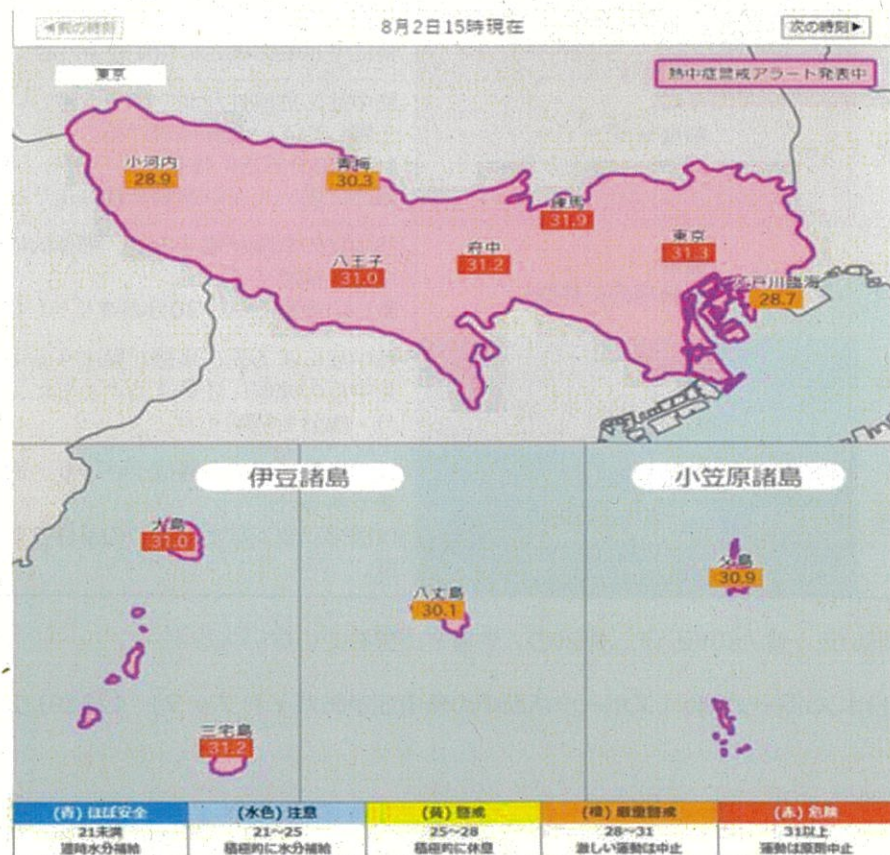 ◀前の時刻
8月2日15時現在
次の時刻▶
東京
熱中症警戒アラート発表中
小河内
28.9
青梅
30.3
練馬
31.9
東京
31.3
府中
31.2
八王子
31.0
江戸川臨海
28.7
伊豆諸島
小笠原諸島
大島
31.0
父島
30.9
八丈島
30.1
三宅島
31.2
(青) ほぼ安全
(水色) 注意
(黄) 警戒
(橙) 厳重警戒
(赤) 危険
21未満
21〜25
25〜28
28〜31
31以上
適時水分補給
積極的に水分補給
積極的に休息
激しい運動は中止
運動は原則中止